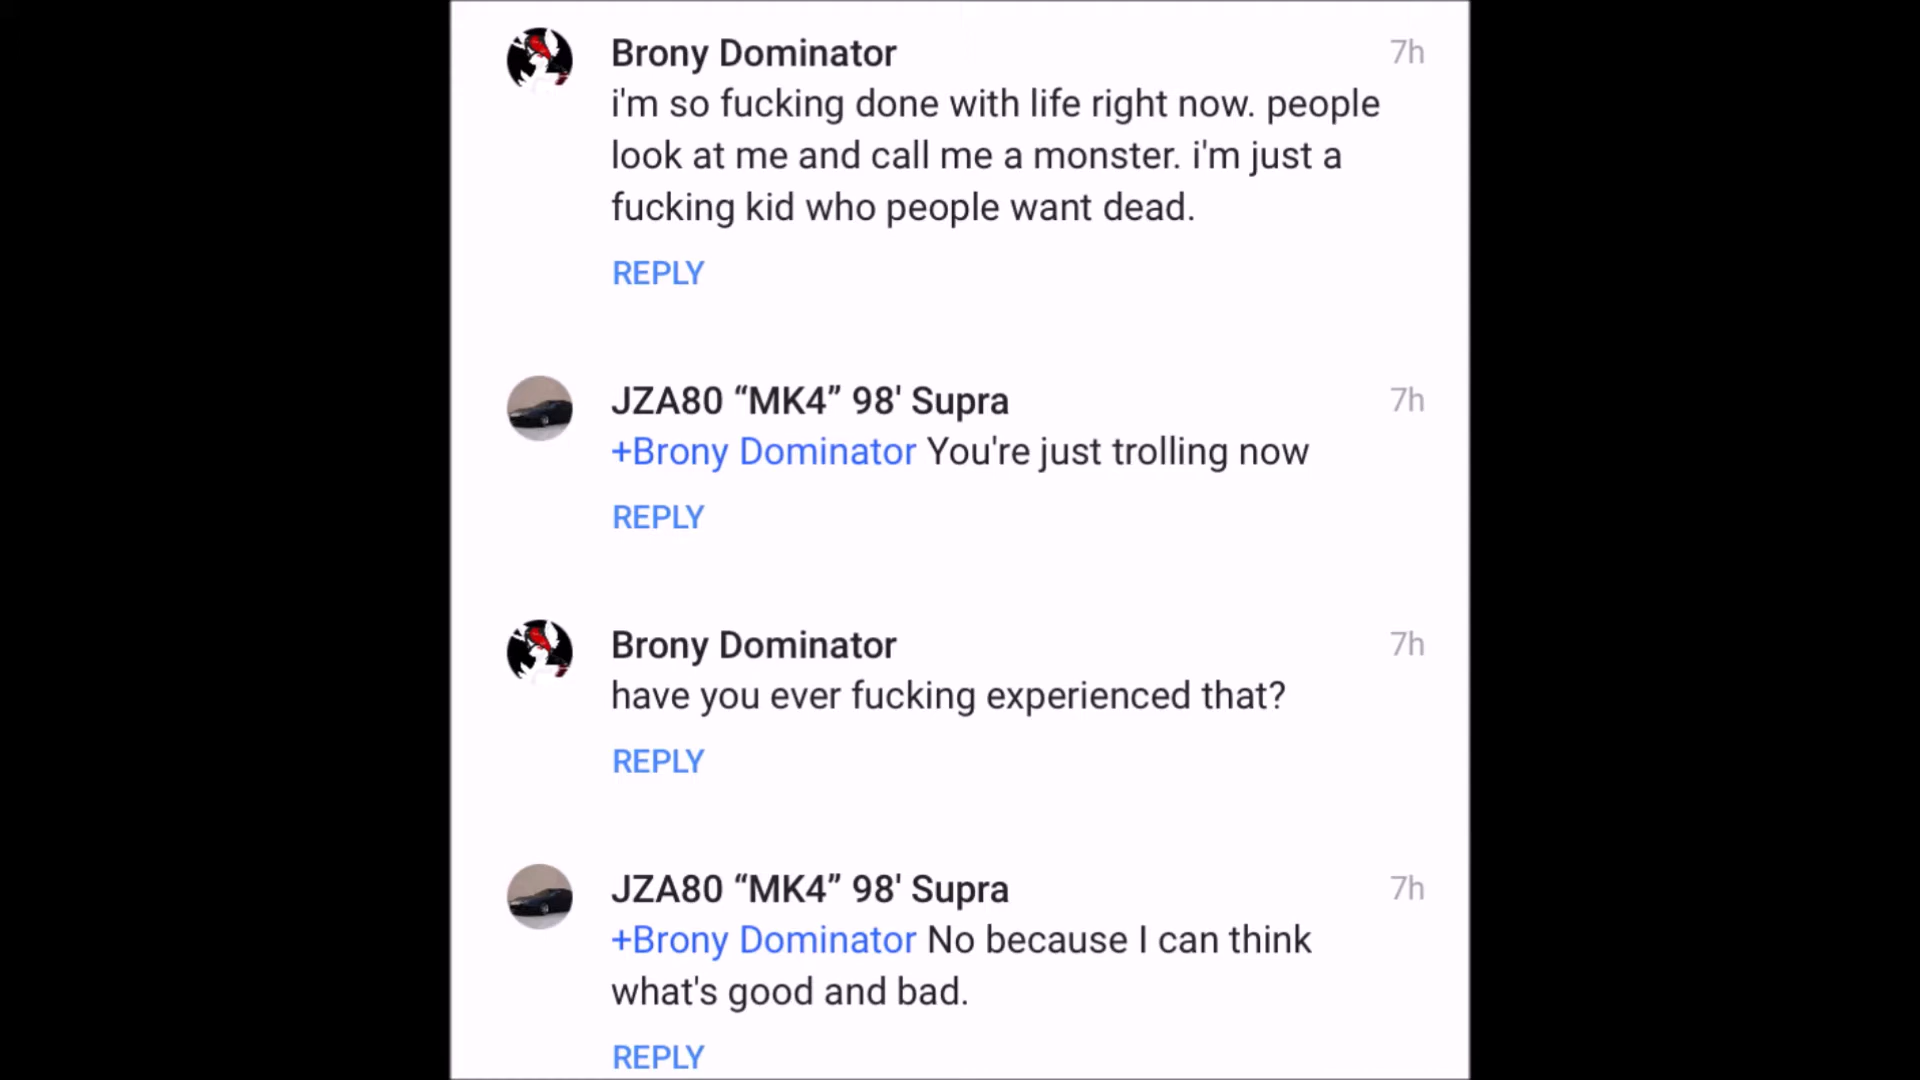 Brony Dominator 7h
i'm so fucking done with life right now. people
look at me and call me a monster. i'm just a
fucking kid who people want dead.
REPLY
JZA80 “MK4” 98' Supra 7h
+Brony Dominator You're just trolling now
REPLY
Brony Dominator 7h
have you ever fucking experienced that?
REPLY
JZA80 “MK4” 98' Supra 7h
+Brony Dominator No because I can think
what's good and bad.
REPLY